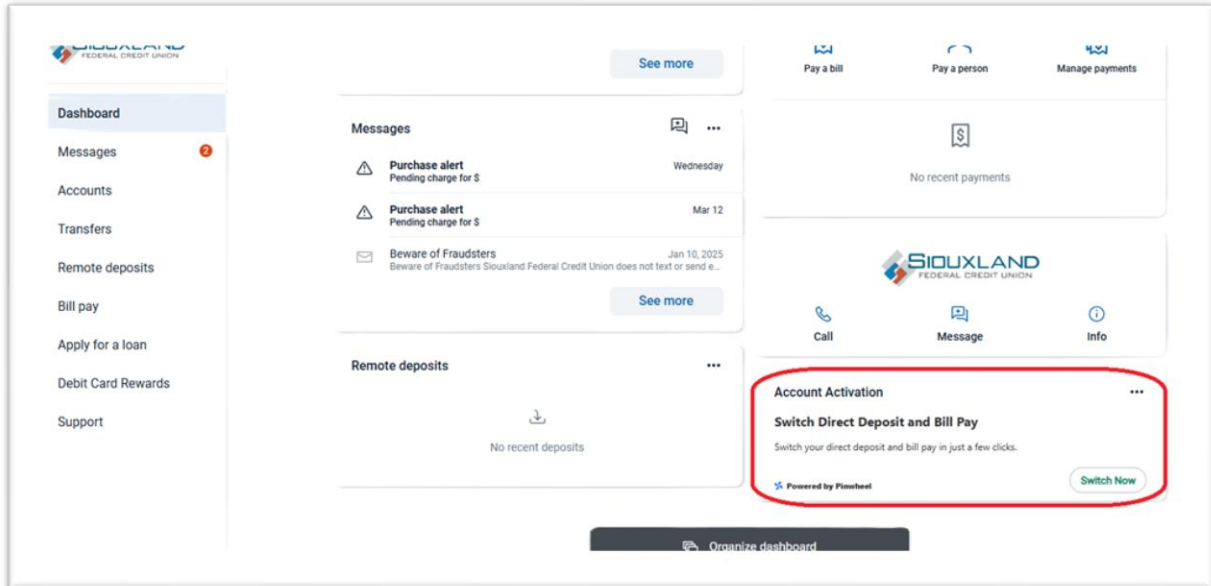 SIOUXLAND
FEDERAL CREDIT UNION
Dashboard
Messages 2
Accounts
Transfers
Remote deposits
Bill pay
Apply for a loan
Debit Card Rewards
Support
See more
Messages
Purchase alert Wednesday
Pending charge for $
Purchase alert Mar 12
Pending charge for $
Beware of Fraudsters Jan 10, 2025
Beware of Fraudsters Siouxland Federal Credit Union does not text or send e...
See more
Remote deposits
No recent deposits
Pay a bill Pay a person Manage payments
No recent payments
SIOUXLAND
FEDERAL CREDIT UNION
Call Message Info
Account Activation
Switch Direct Deposit and Bill Pay
Switch your direct deposit and bill pay in just a few clicks.
Powered by Pinwheel Switch Now
Organize dashboard